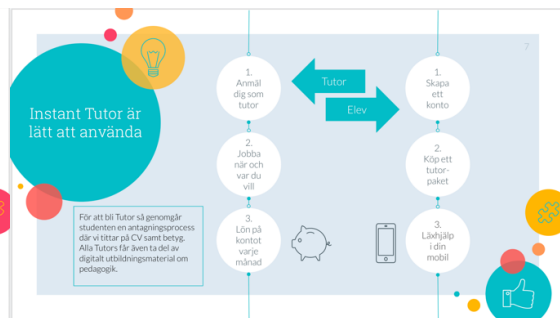 7
Instant Tutor är
lätt att använda
1.
Anmäl
dig som
tutor
2.
Jobba
när och
var du
vill
3.
Lön på
kontot
varje
månad
Tutor
Elev
1.
Skapa
ett
konto
2.
Köp ett
tutor-
paket
3.
Läxhjälp
i din
mobil
För att bli Tutor så genomgår
studenten en antagningsprocess
där vi tittar på CV samt betyg.
Alla Tutors får även ta del av
digitalt utbildningsmaterial om
pedagogik.